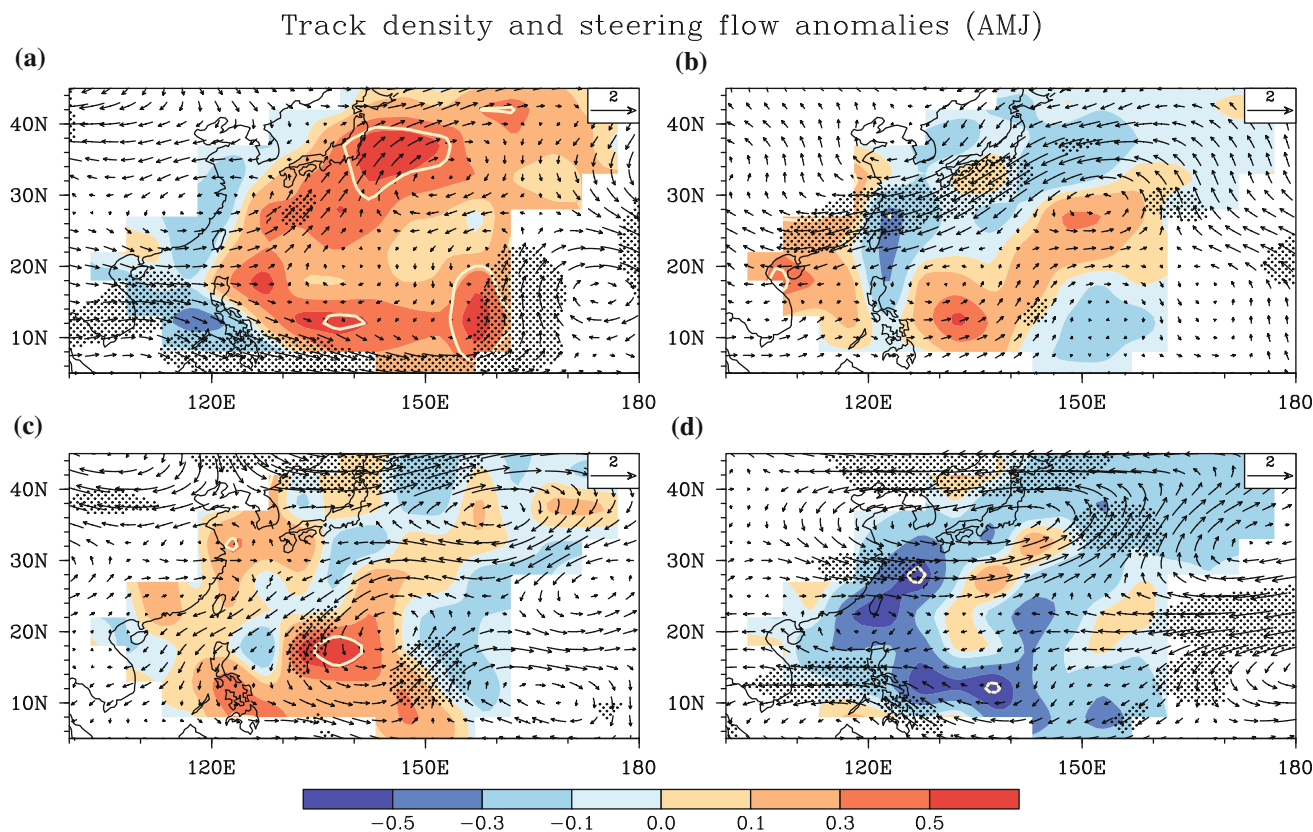 Track density and steering flow anomalies (AMJ)
(a) (b)
2 2
40N 40N
30N 30N
20N 20N
10N 10N
120E 150E 180 120E 150E 180
(c) (d)
2 2
40N 40N
30N 30N
20N 20N
10N 10N
120E 150E 180 120E 150E 180
−0.5 −0.3 −0.1 0.0 0.1 0.3 0.5